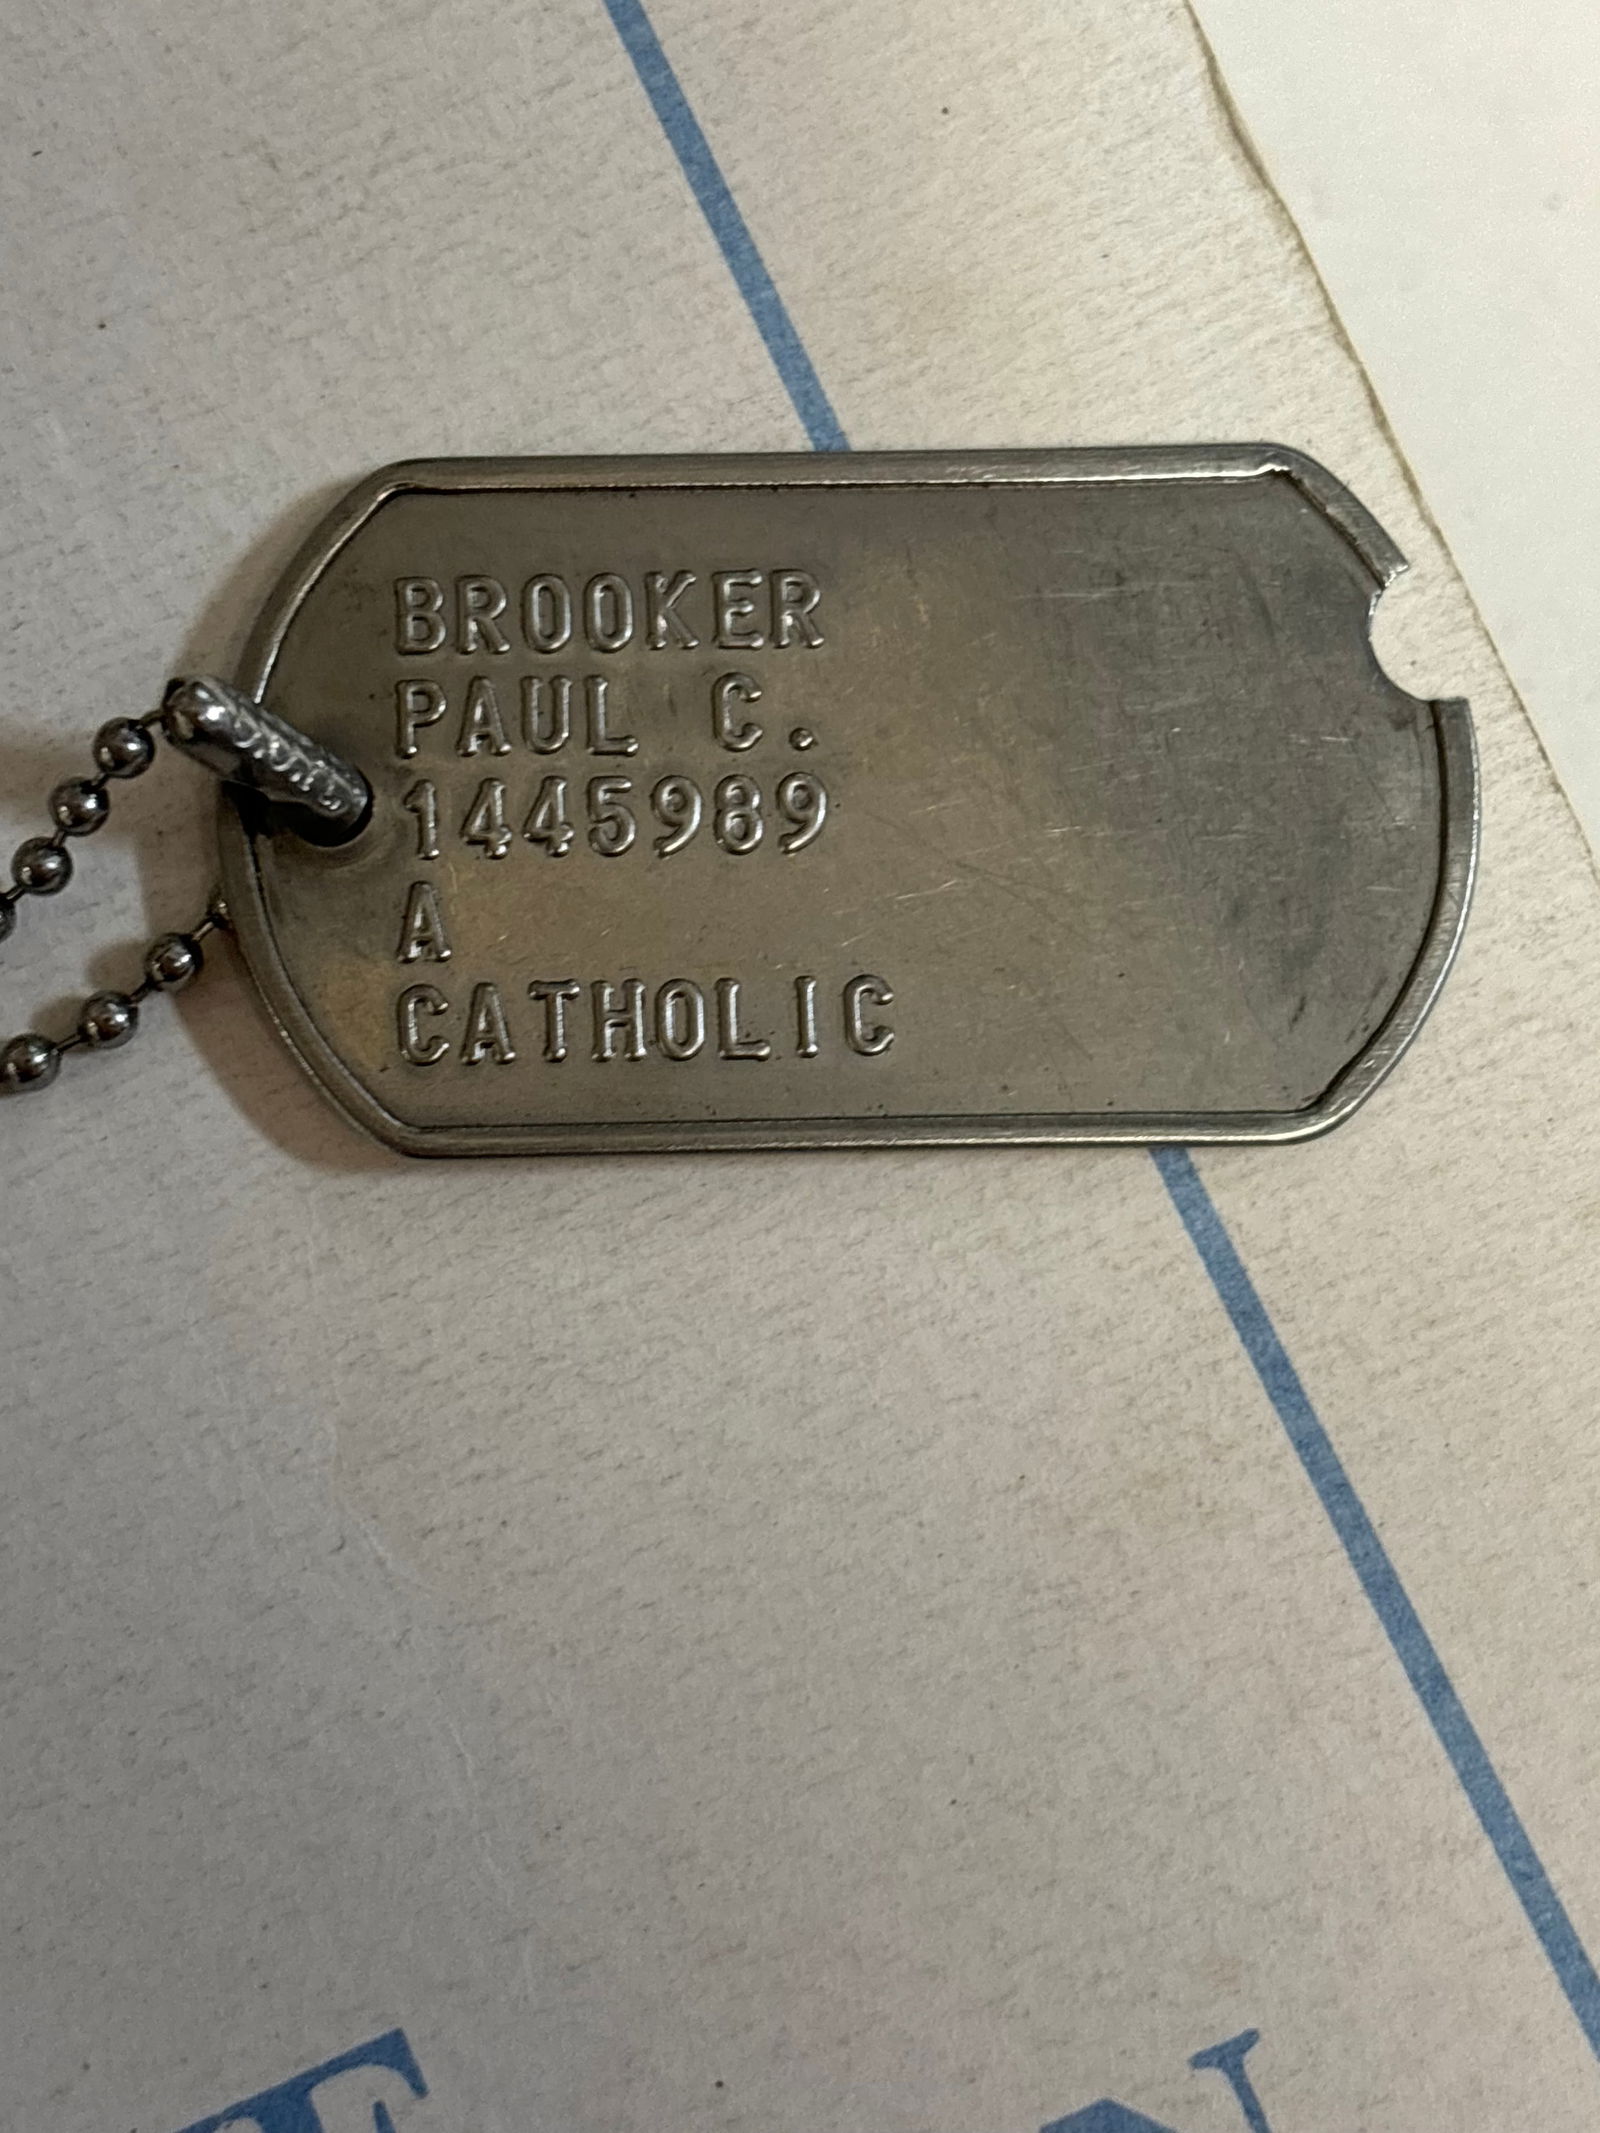 BROOKER
PAUL C.
1445989
A
CATHOLIC